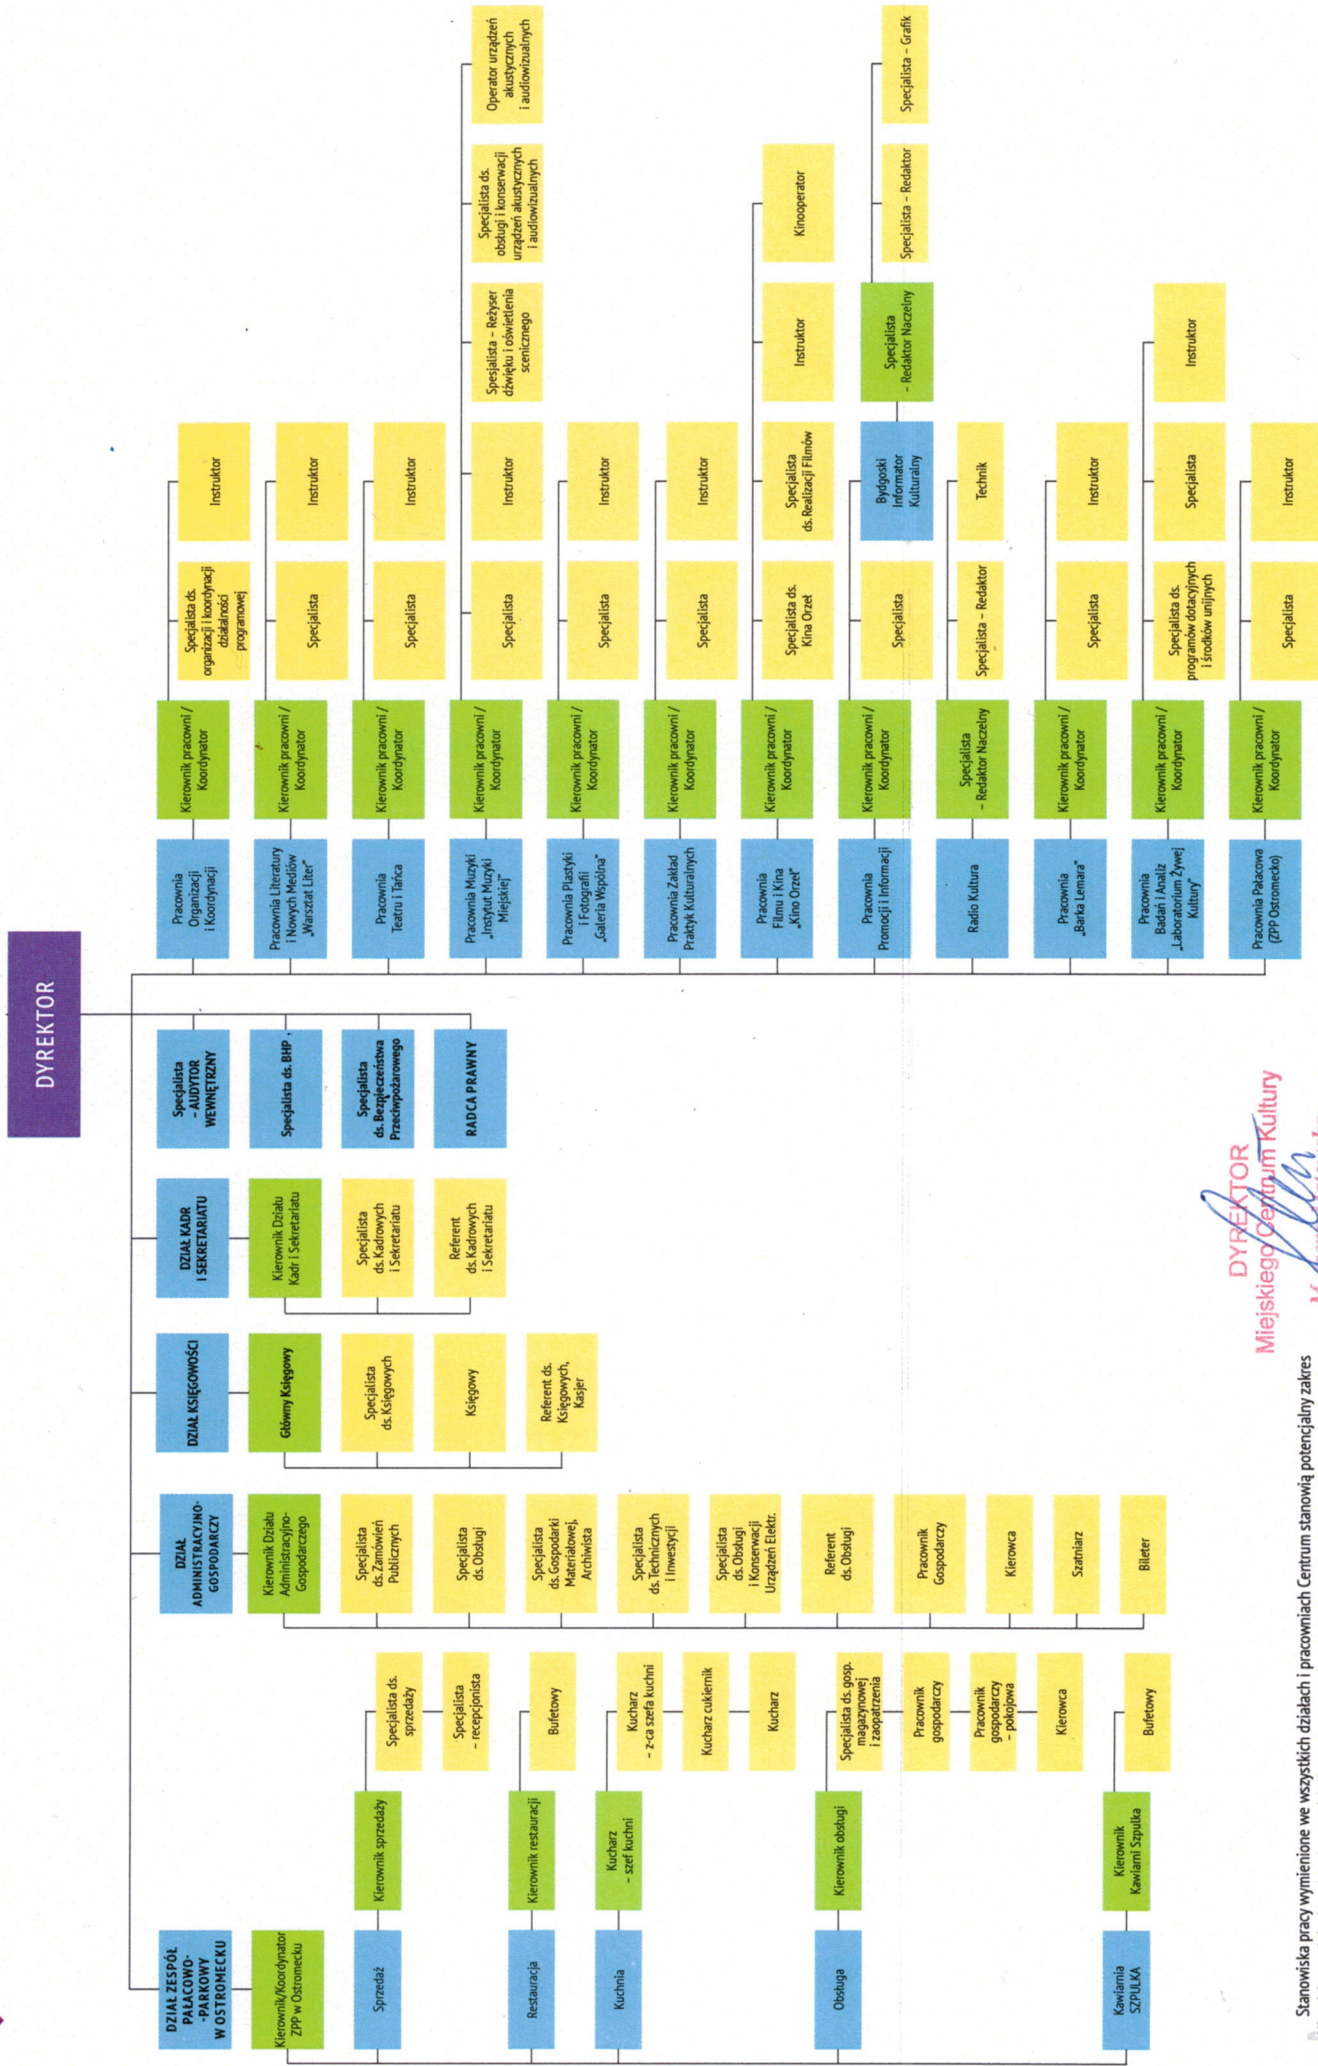 DYREKTOR
DZIAŁ ZESPÓŁ
PAŁACOWO-
-PARKOWY
W OSTROMECKU
Kierownik/Koordynator
ZPP w Ostromecku
Sprzedaż
Kierownik sprzedaży
Specjalista ds.
sprzedaży
Specjalista
– recepcjonista
Restauracja
Kierownik restauracji
Bufetowy
Kuchnia
Kucharz
– szef kuchni
Kucharz
– z-ca szefa kuchni
Kucharz cukiernik
Kucharz
Obsługa
Kierownik obsługi
Specjalista ds. gosp.
magazynowej
i zaopatrzenia
Pracownik
gospodarczy
Pracownik
gospodarczy
– pokojowa
Kierowca
Kawiarnia
SZPULKA
Kierownik
Kawiarni Szpulka
Bufetowy
DZIAŁ
ADMINISTRACYJNO-
GOSPODARCZY
Kierownik Działu
Administracyjno-
Gospodarczego
Specjalista
ds. Zamówień
Publicznych
Specjalista
ds. Obsługi
Specjalista
ds. Gospodarki
Materiałowej,
Archiwista
Specjalista
ds. Technicznych
i Inwestycji
Specjalista
ds. Obsługi
i Konserwacji
Urządzeń Elektr.
Referent
ds. Obsługi
Pracownik
Gospodarczy
Kierowca
Szatniarz
Bileter
DZIAŁ KSIĘGOWOŚCI
Główny Księgowy
Specjalista
ds. Księgowych
Księgowy
Referent ds.
Księgowych,
Kasjer
DZIAŁ KADR
I SEKRETARIATU
Kierownik Działu
Kadr i Sekretariatu
Specjalista
ds. Kadrowych
i Sekretariatu
Referent
ds. Kadrowych
i Sekretariatu
Specjalista
– AUDYTOR
WEWNĘTRZNY
Specjalista ds. BHP
Specjalista
ds. Bezpieczeństwa
Przeciwpożarowego
RADCA PRAWNY
Pracownia
Organizacji
i Koordynacji
Kierownik pracowni /
Koordynator
Specjalista ds.
organizacji i koordynacji
działalności
programowej
Instruktor
Pracownia Literatury
i Nowych Mediów
„Warsztat Liter”
Kierownik pracowni /
Koordynator
Specjalista
Instruktor
Pracownia
Teatru i Tańca
Kierownik pracowni /
Koordynator
Specjalista
Instruktor
Pracownia Muzyki
„Instytut Muzyki
Miejskiej”
Kierownik pracowni /
Koordynator
Specjalista
Instruktor
Spesjalista – Reżyser
dźwięku i oświetlenia
scenicznego
Specjalista ds.
obsługi i konserwacji
urządzeń akustycznych
i audiowizualnych
Operator urządzeń
akustycznych
i audiowizualnych
Pracownia Plastyki
i Fotografii
„Galeria Wspólna”
Kierownik pracowni /
Koordynator
Specjalista
Instruktor
Pracownia Zakład
Praktyk Kulturalnych
Kierownik pracowni /
Koordynator
Specjalista
Instruktor
Pracownia
Filmu i Kina
„Kino Orzeł”
Kierownik pracowni /
Koordynator
Specjalista ds.
Kina Orzeł
Specjalista
ds. Realizacji Filmów
Instruktor
Kinooperator
Pracownia
Promocji i Informacji
Kierownik pracowni /
Koordynator
Specjalista
Bydgoski
Informator
Kulturalny
Specjalista
– Redaktor Naczelny
Specjalista – Redaktor
Specjalista – Grafik
Radio Kultura
Specjalista
– Redaktor Naczelny
Specjalista – Redaktor
Technik
Pracownia
„Barka Lemara”
Kierownik pracowni /
Koordynator
Specjalista
Instruktor
Pracownia
Badań i Analiz
„Laboratorium Żywej
Kultury”
Kierownik pracowni /
Koordynator
Specjalista ds.
programów dotacyjnych
i środków unijnych
Specjalista
Instruktor
Pracownia Pałacowa
(ZPP Ostromecko)
Kierownik pracowni /
Koordynator
Specjalista
Instruktor
DYREKTOR
Miejskiego Centrum Kultury
Stanowiska pracy wymienione we wszystkich działach i pracowniach Centrum stanowią potencjalny zakres